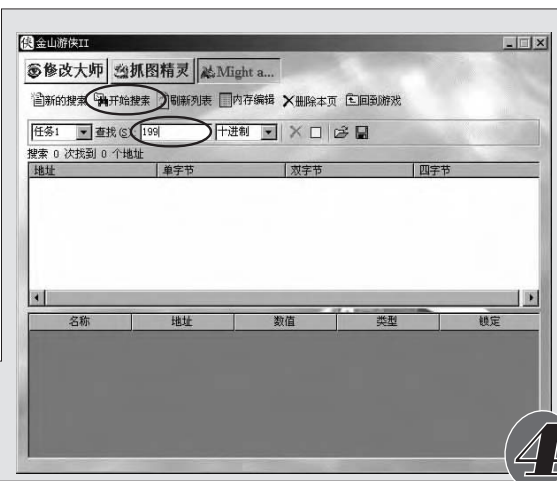 金山游侠II
修改大师 抓图精灵 Might a...
新的搜索 开始搜索 刷新列表 内存编辑 删除本页 回到游戏
任务1 查找(S) 199 十进制
搜索 0 次找到 0 个地址
地址 单字节 双字节 四字节
名称 地址 数值 类型 锁定
4